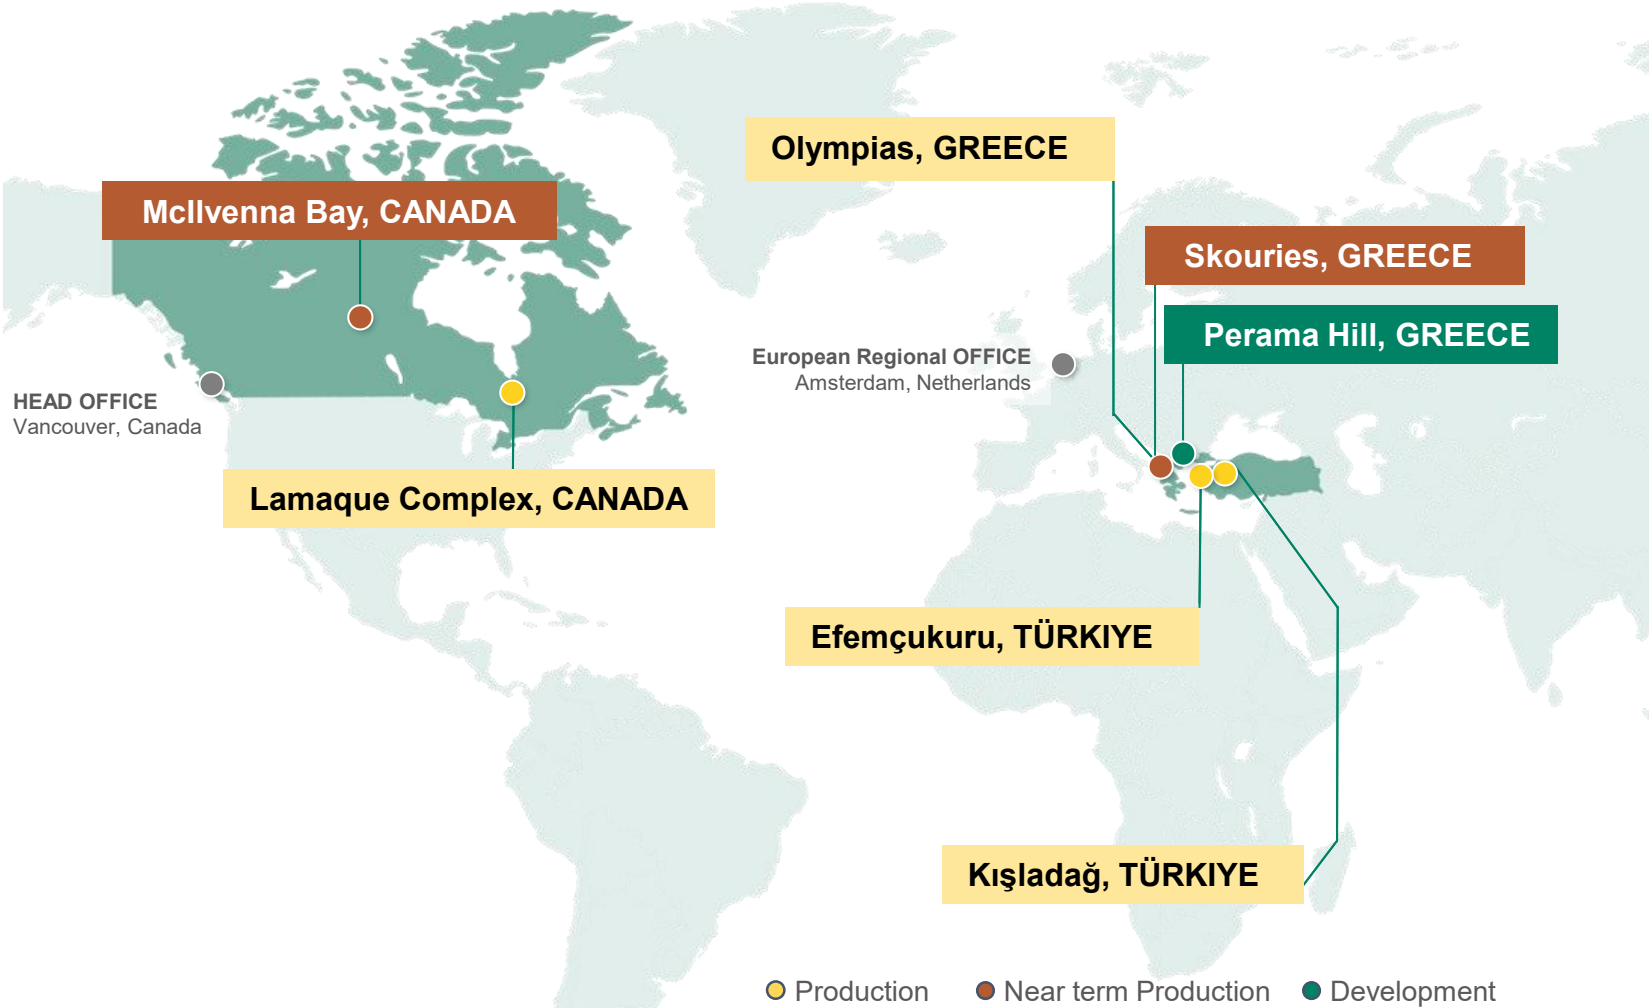 Olympias, GREECE
McIlvenna Bay, CANADA
Skouries, GREECE
Perama Hill, GREECE
European Regional OFFICE
Amsterdam, Netherlands
HEAD OFFICE
Vancouver, Canada
Lamaque Complex, CANADA
Efemçukuru, TÜRKIYE
Kışladağ, TÜRKIYE
Production
Near term Production
Development